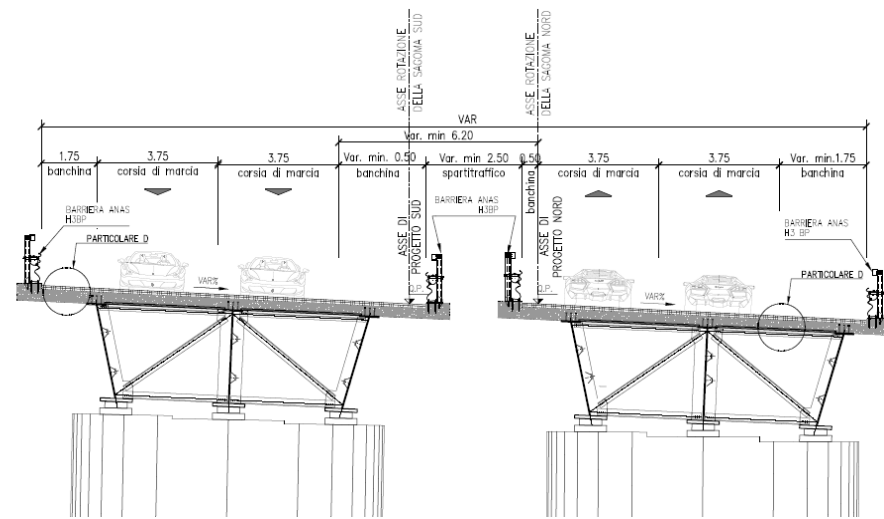 ASSE ROTAZIONE
DELLA SAGOMA SUD
ASSE ROTAZIONE
DELLA SAGOMA NORD
VAR
Var. min 6.20
1.75
banchina
3.75
corsia di marcia
3.75
corsia di marcia
Var. min. 0.50
banchina
Var. min 2.50
spartitraffico
0.50
banchina
3.75
corsia di marcia
3.75
corsia di marcia
Var. min.1.75
banchina
BARRIERA ANAS
H3BP
PARTICOLARE D
VAR%
ASSE DI
PROGETTO SUD
Q.P.
BARRIERA ANAS
H3BP
ASSE DI
PROGETTO NORD
Q.P.
VAR%
BARRIERA ANAS
H3 BP
PARTICOLARE D